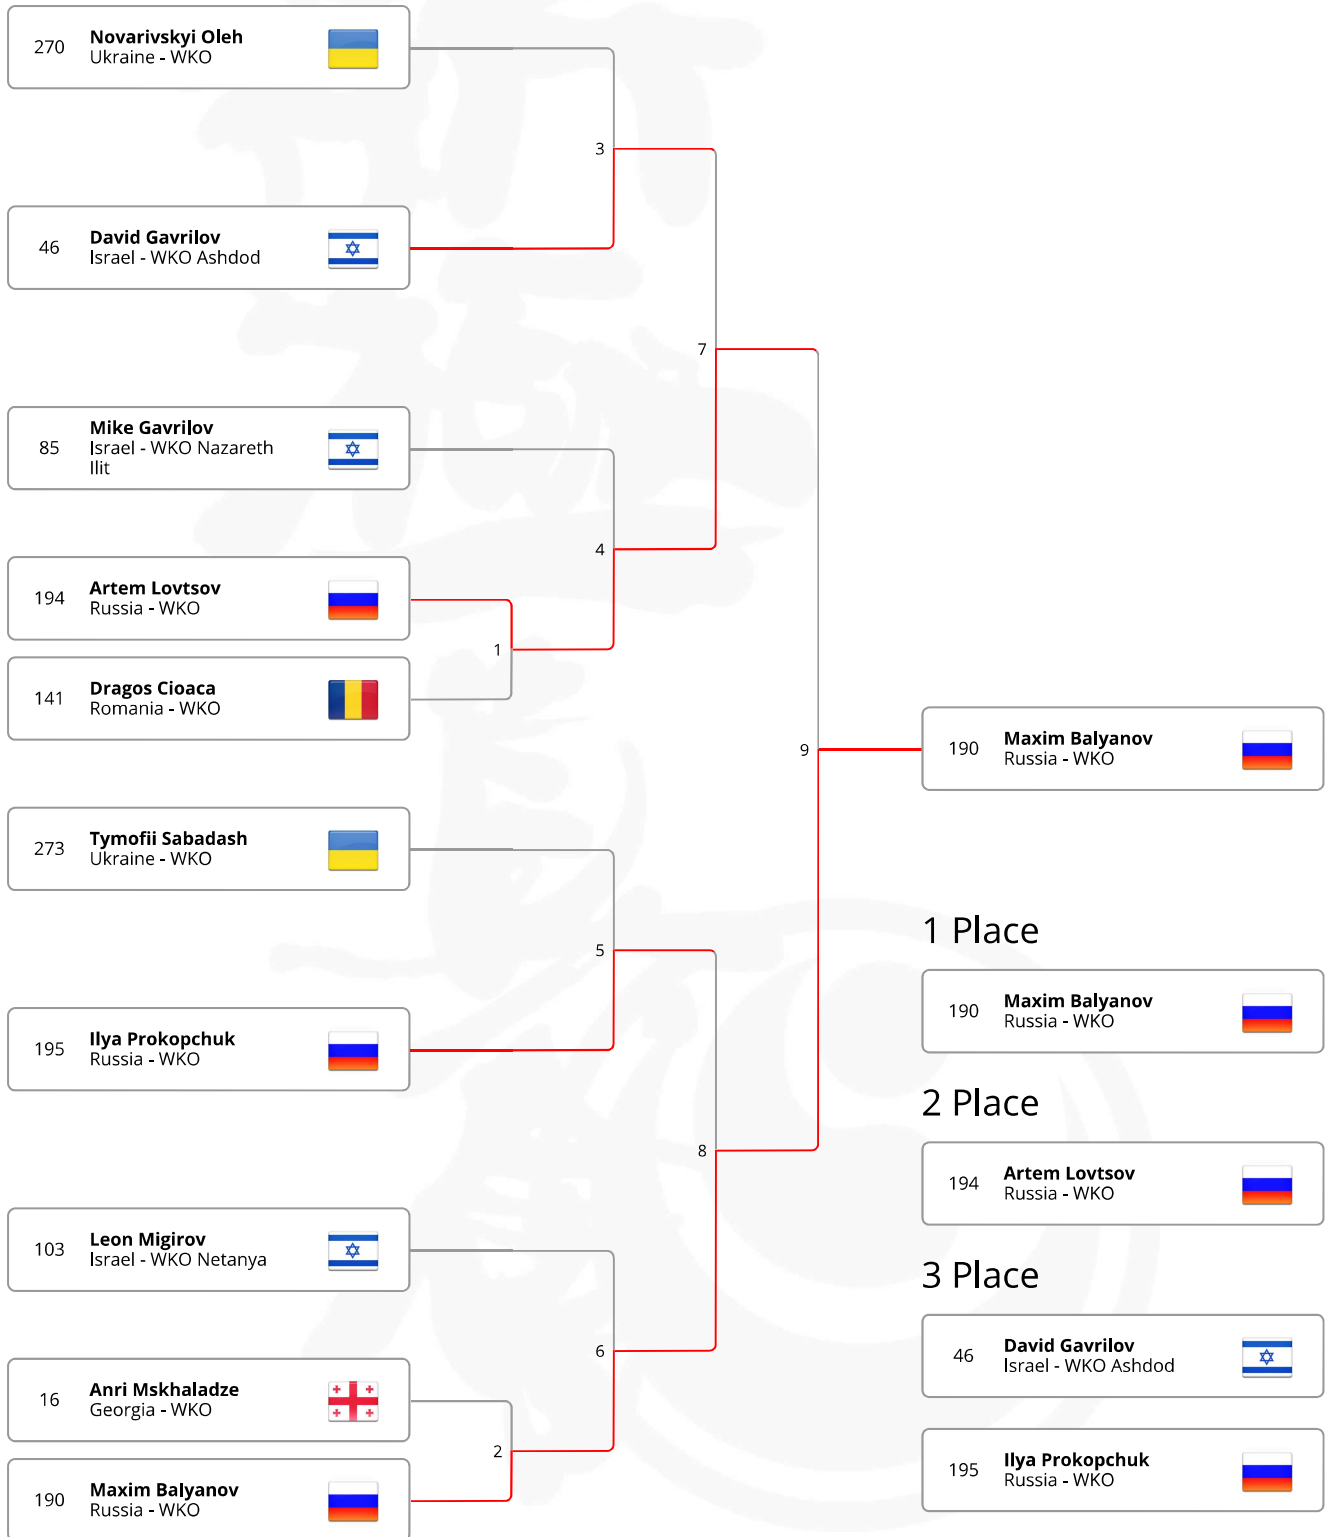 270
Novarivskyi Oleh
Ukraine - WKO
3
46
David Gavrilov
Israel - WKO Ashdod
7
85
Mike Gavrilov
Israel - WKO Nazareth
Ilit
4
194
Artem Lovtsov
Russia - WKO
1
141
Dragos Cioaca
Romania - WKO
9
190
Maxim Balyanov
Russia - WKO
273
Tymofii Sabadash
Ukraine - WKO
5
195
Ilya Prokopchuk
Russia - WKO
8
103
Leon Migirov
Israel - WKO Netanya
6
16
Anri Mskhaladze
Georgia - WKO
2
190
Maxim Balyanov
Russia - WKO
1 Place
190
Maxim Balyanov
Russia - WKO
2 Place
194
Artem Lovtsov
Russia - WKO
3 Place
46
David Gavrilov
Israel - WKO Ashdod
195
Ilya Prokopchuk
Russia - WKO